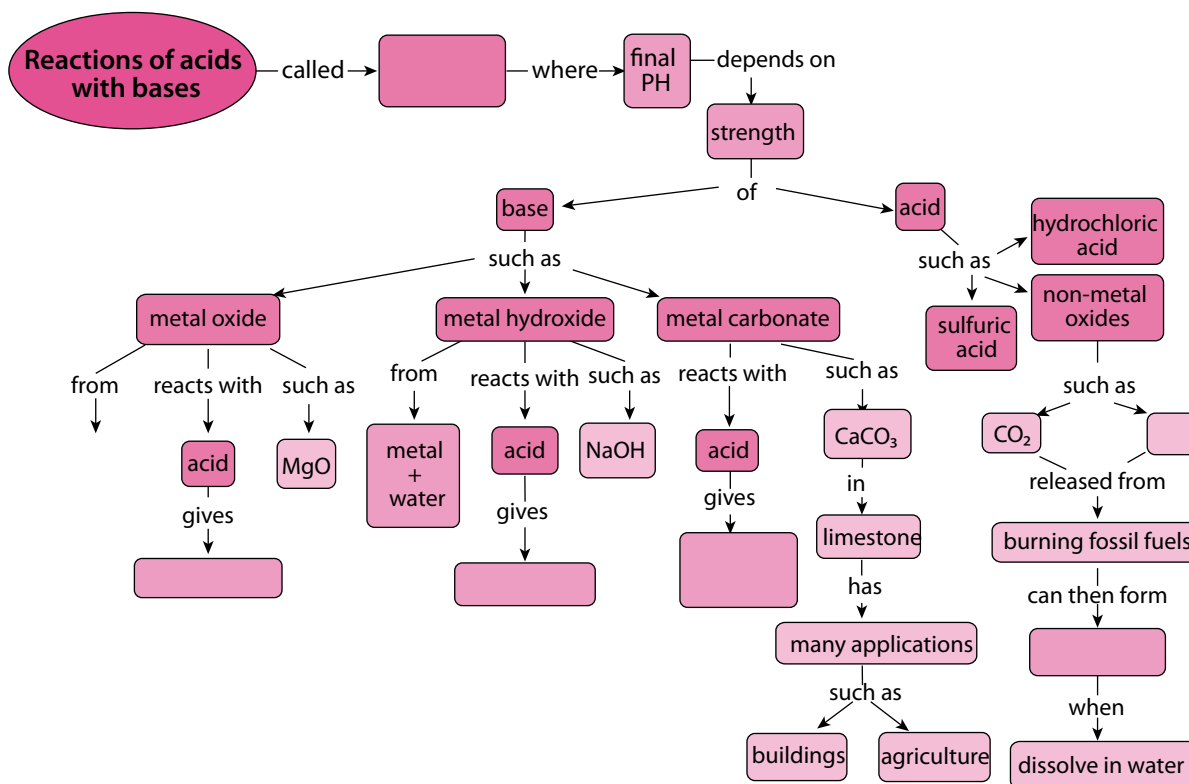 Reactions of acids
with bases
called
where
final
PH
depends on
strength
of
base
acid
hydrochloric
acid
such as
such as
non-metal
oxides
sulfuric
acid
metal oxide
metal hydroxide
metal carbonate
from
reacts with
such as
from
reacts with
such as
reacts with
such as
such as
acid
MgO
metal
+
water
acid
NaOH
acid
CaCO₃
CO₂
gives
gives
gives
in
released from
limestone
burning fossil fuels
has
can then form
many applications
such as
when
buildings
agriculture
dissolve in water